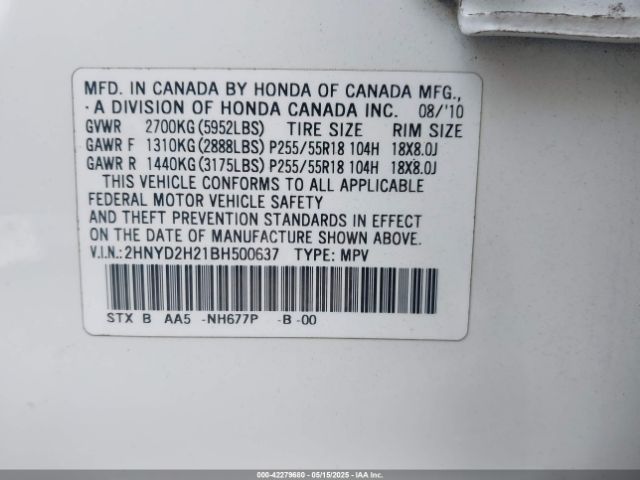 MFD. IN CANADA BY HONDA OF CANADA MFG.,
· A DIVISION OF HONDA CANADA INC. 08/'10
GVWR 2700KG(5952LBS) TIRE SIZE RIM SIZE
GAWR F 1310KG(2888LBS) P255/55R18 104H 18X8.0J
GAWR R 1440KG(3175LBS) P255/55R18 104H 18X8.0J
THIS VEHICLE CONFORMS TO ALL APPLICABLE
FEDERAL MOTOR VEHICLE SAFETY
AND THEFT PREVENTION STANDARDS IN EFFECT
ON THE DATE OF MANUFACTURE SHOWN ABOVE.
V.I.N.:2HNYD2H21BH500637 TYPE: MPV
STX B AA5 -NH677P -B -00
000-42279680 - 05/15/2025 - IAA Inc.